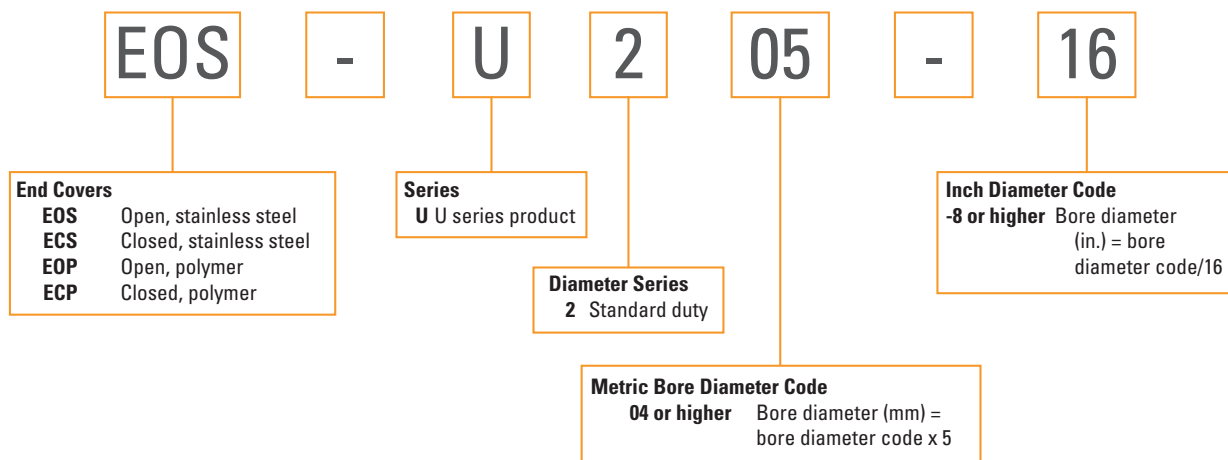 EOS - U 2 05 - 16
End Covers
EOS Open, stainless steel
ECS Closed, stainless steel
EOP Open, polymer
ECP Closed, polymer
Series
U U series product
Diameter Series
2 Standard duty
Metric Bore Diameter Code
04 or higher Bore diameter (mm) =
bore diameter code x 5
Inch Diameter Code
-8 or higher Bore diameter
(in.) = bore
diameter code/16